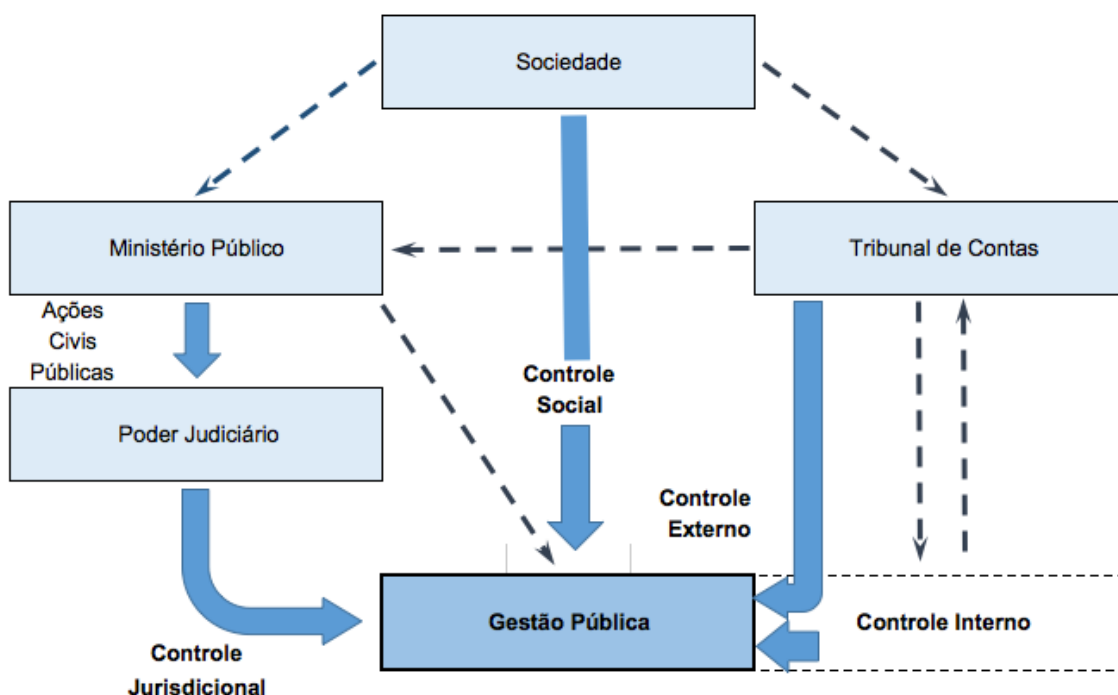 Sociedade
Ministério Público
Tribunal de Contas
Ações
Civis
Públicas
Controle
Social
Poder Judiciário
Controle
Externo
Gestão Pública
Controle Interno
Controle
Jurisdicional